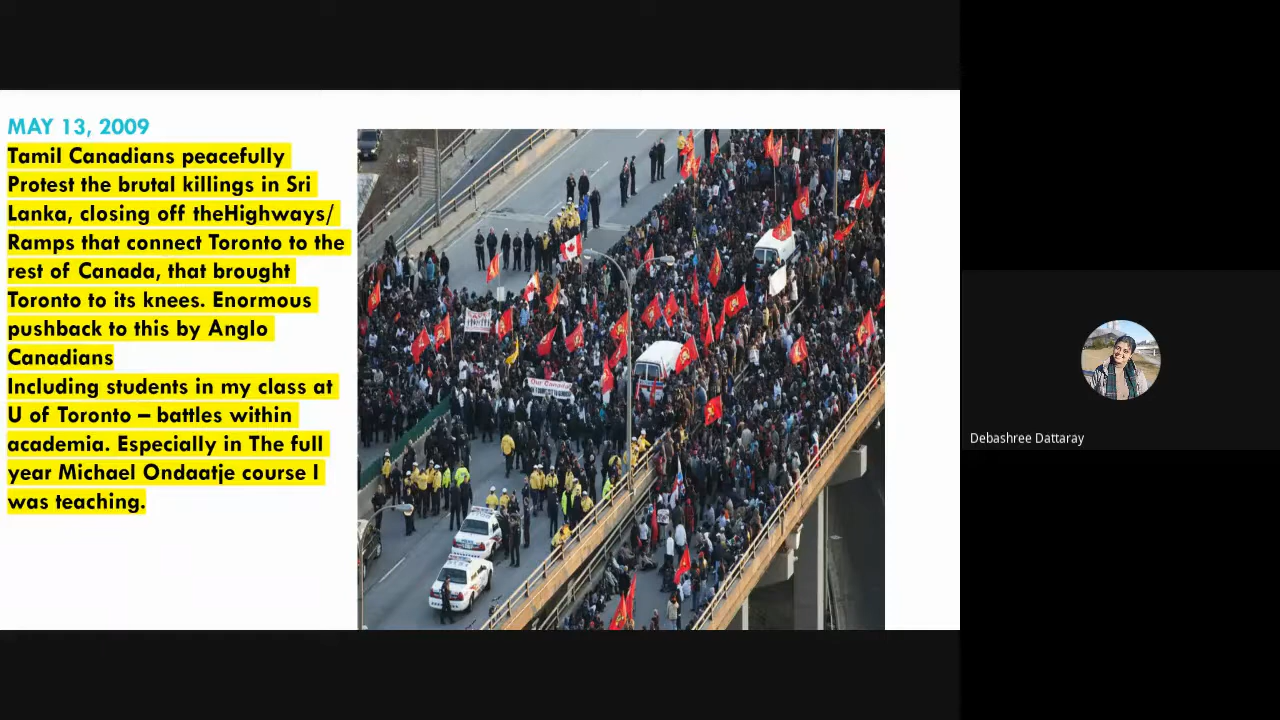 MAY 13, 2009
Tamil Canadians peacefully
Protest the brutal killings in Sri
Lanka, closing off theHighways/
Ramps that connect Toronto to the
rest of Canada, that brought
Toronto to its knees. Enormous
pushback to this by Anglo
Canadians
Including students in my class at
U of Toronto – battles within
academia. Especially in The full
year Michael Ondaatje course I
was teaching.
Our Canada
Debashree Dattaray